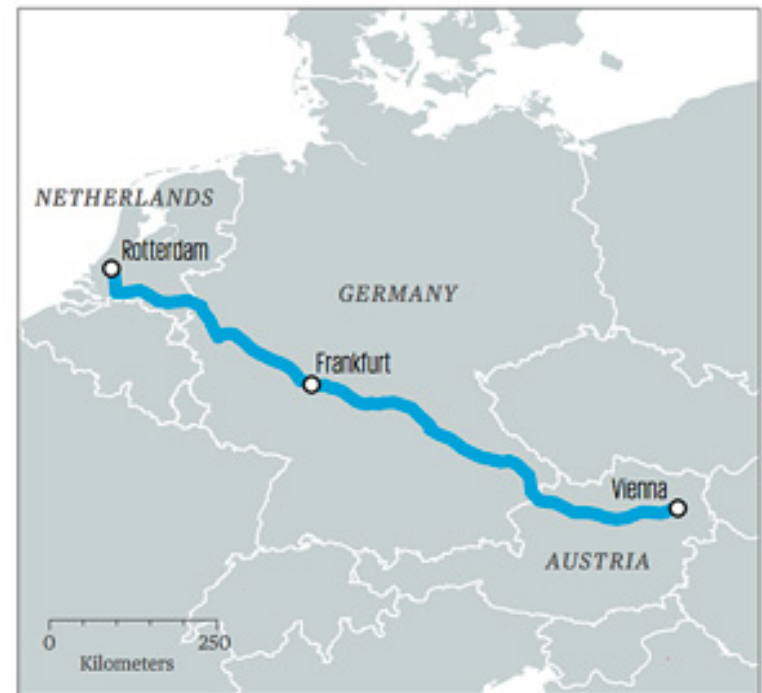 NETHERLANDS
Rotterdam
GERMANY
Frankfurt
Vienna
AUSTRIA
0 250
Kilometers